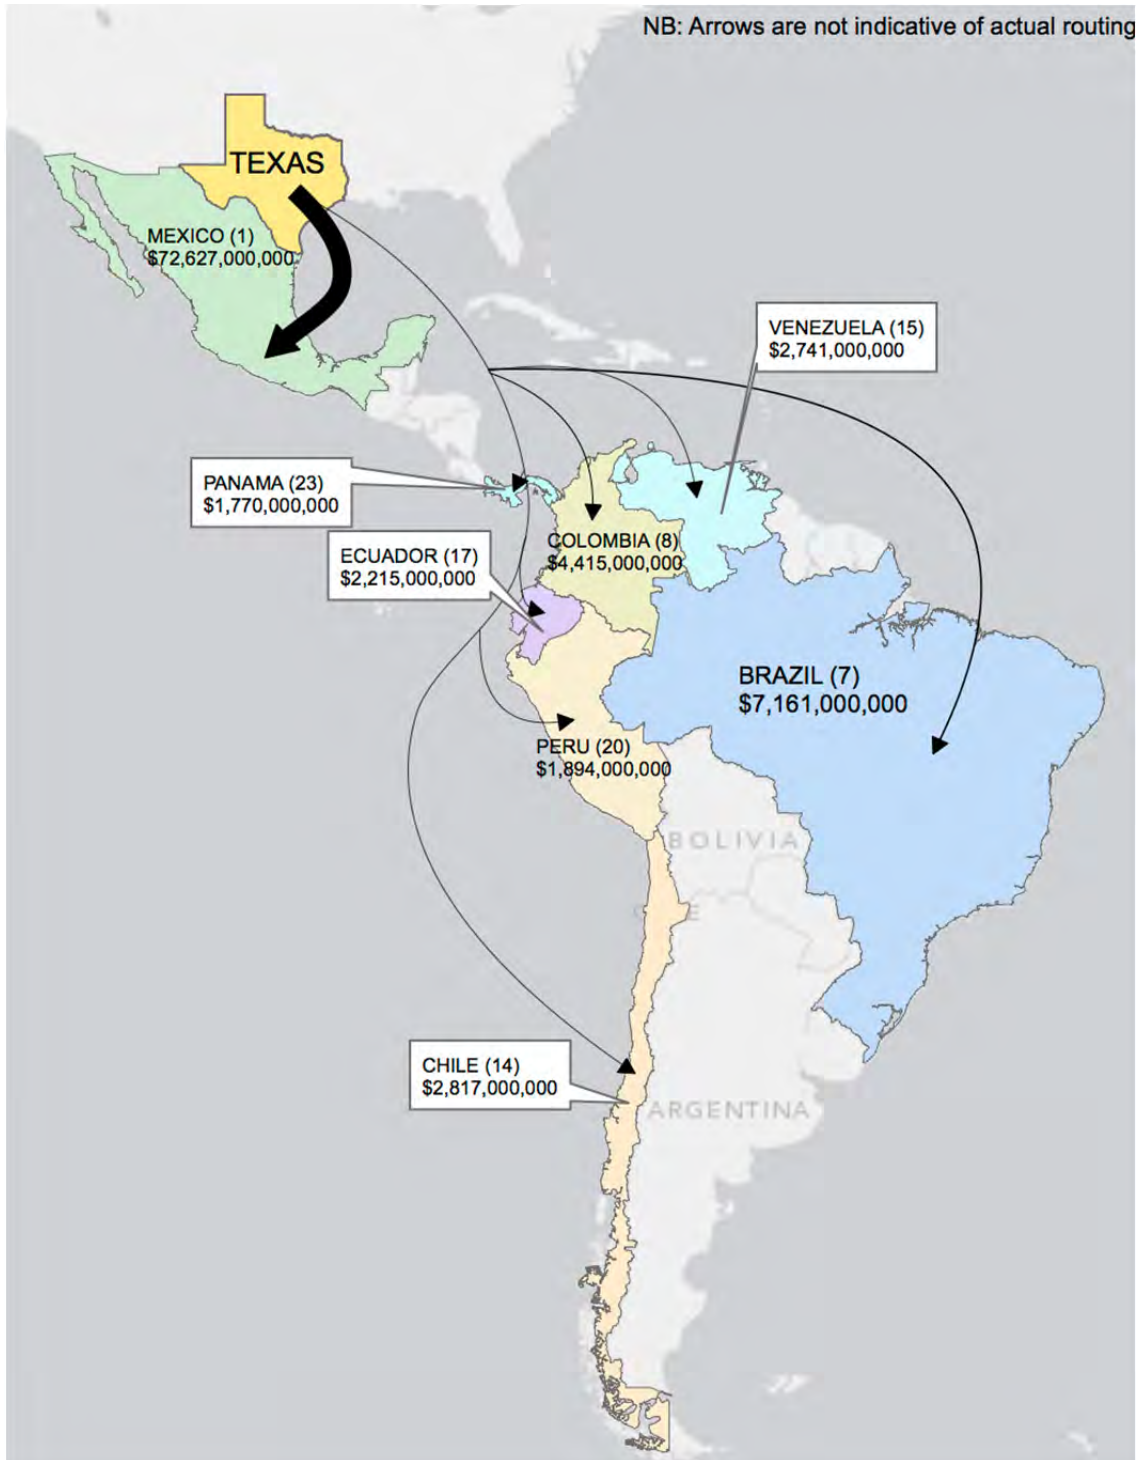 NB: Arrows are not indicative of actual routing
TEXAS
MEXICO (1)
$72,627,000,000
VENEZUELA (15)
$2,741,000,000
PANAMA (23)
$1,770,000,000
COLOMBIA (8)
$4,415,000,000
ECUADOR (17)
$2,215,000,000
BRAZIL (7)
$7,161,000,000
PERU (20)
$1,894,000,000
BOLIVIA
CHILE (14)
$2,817,000,000
ARGENTINA